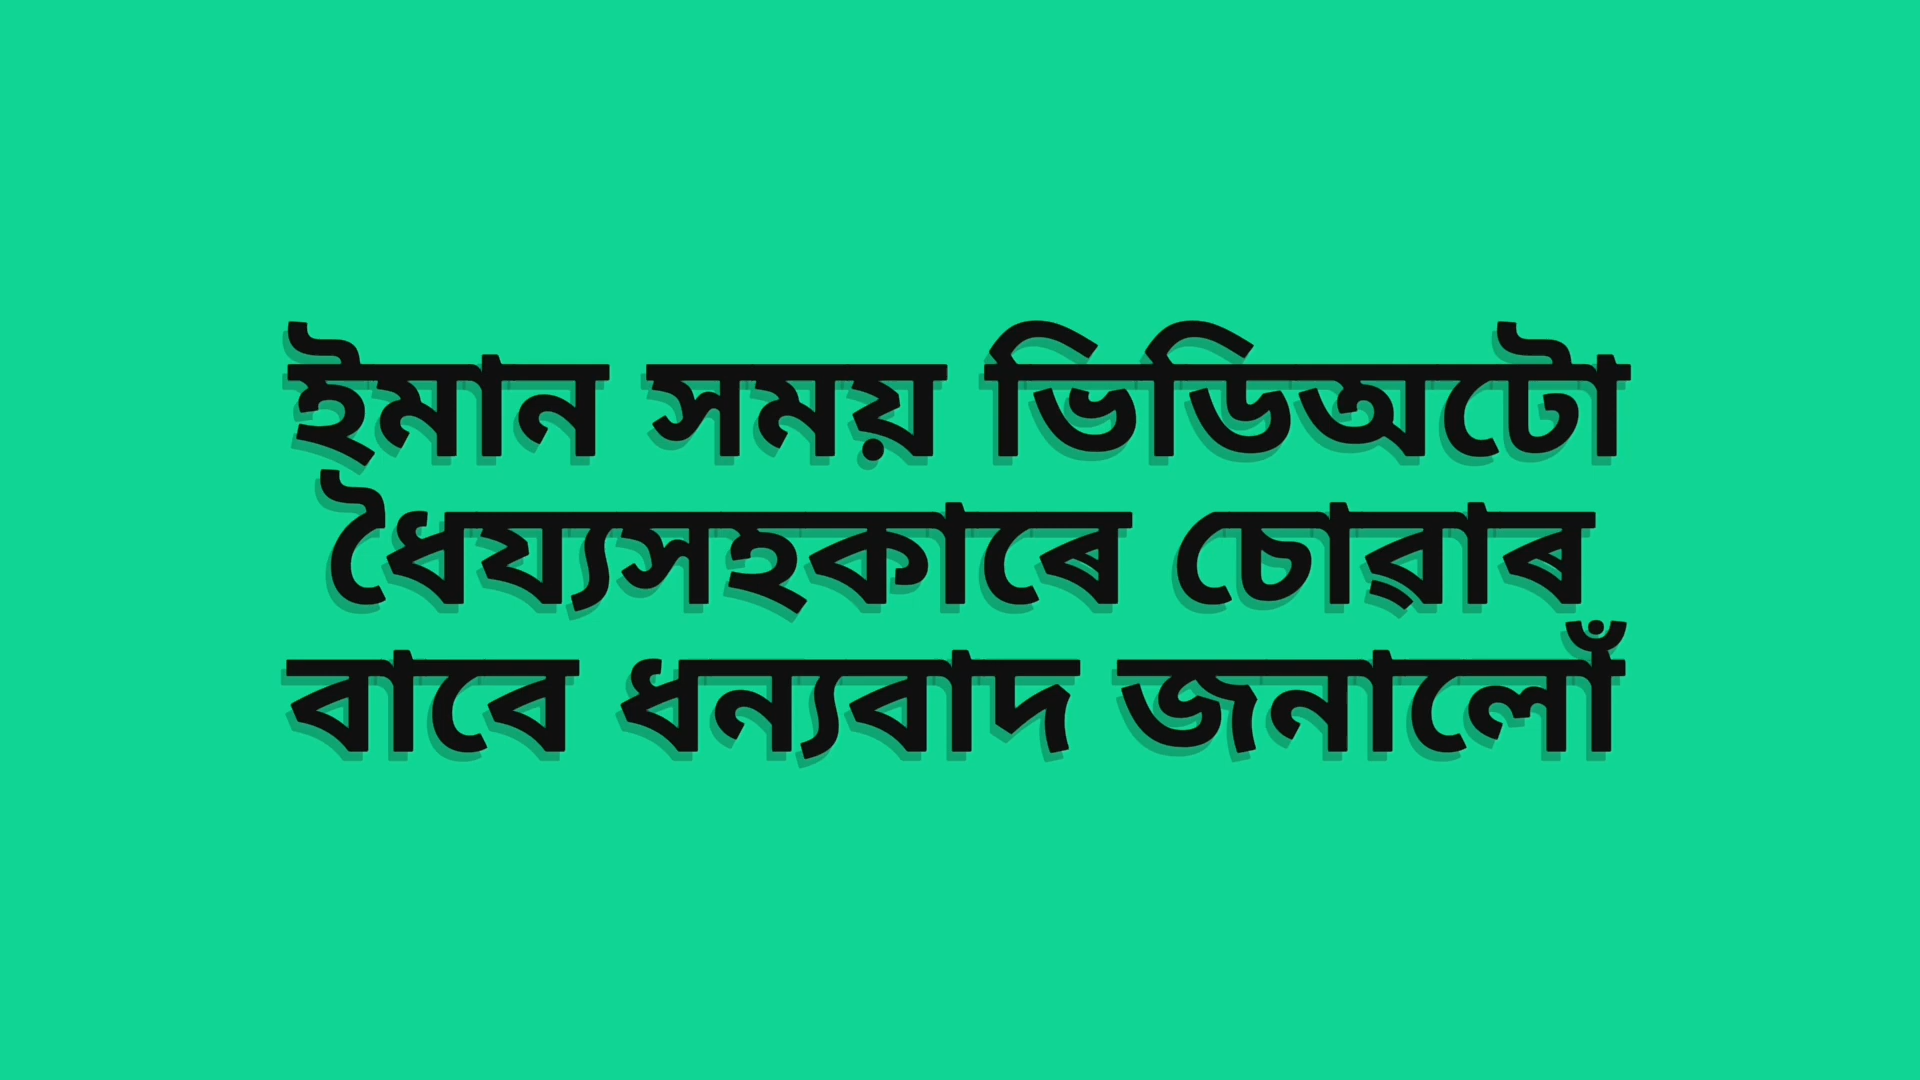 ইমান সময় ভিডিঅটো
ধৈয্যসহকাৰে চোৱাৰ
বাবে ধন্যবাদ জনালোঁ